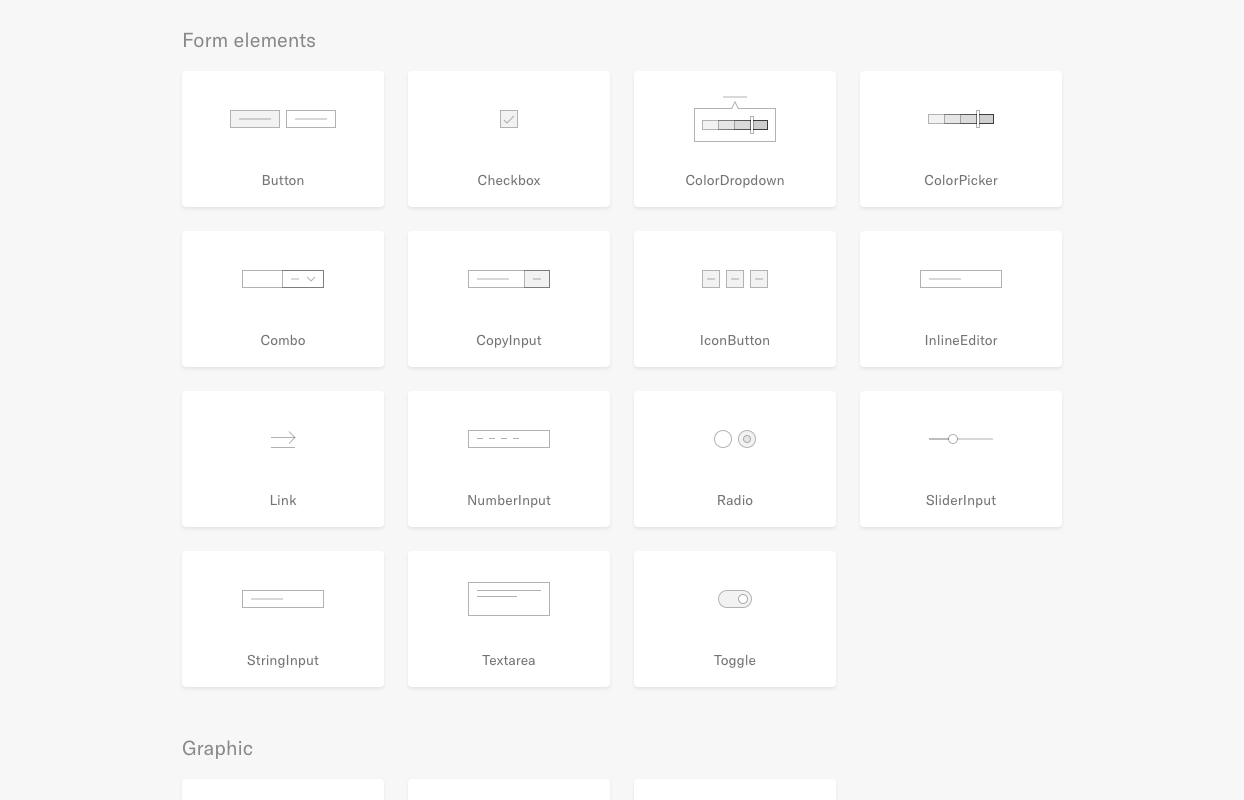 Form elements
Button
Checkbox
ColorDropdown
ColorPicker
Combo
CopyInput
IconButton
InlineEditor
Link
NumberInput
Radio
SliderInput
StringInput
Textarea
Toggle
Graphic